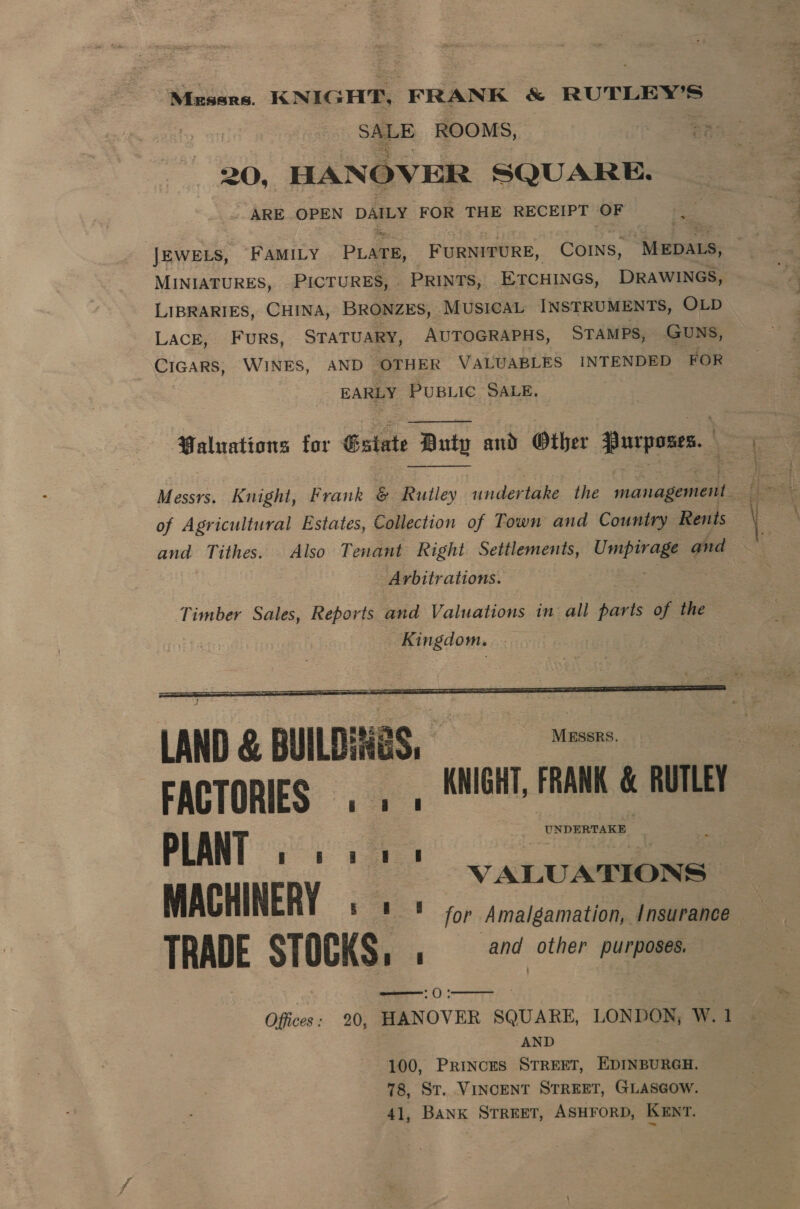 Messrs. KNIGHT, FRANK & RUTLEY'S
SALE ROOMS,
20, HANOVER SQUARE.
ARE OPEN DAILY FOR THE RECEIPT OF
JEWELS, FAMILY PLATE, FURNITURE, COINS, MEDALS,
MINIATURES, PICTURES, PRINTS, ETCHINGS, DRAWINGS,
LIBRARIES, CHINA, BRONZES, MUSICAL INSTRUMENTS, OLD
LACE, FURS, STATUARY, AUTOGRAPHS, STAMPS, GUNS,
CIGARS, WINES, AND OTHER VALUABLES INTENDED FOR
EARLY PUBLIC SALE.
Valuations for Estate Duty and Other Purposes.
Messrs. Knight, Frank & Rutley undertake the management
of Agricultural Estates, Collection of Town and Country Rents
and Tithes. Also Tenant Right Settlements, Umpirage and
Arbitrations.
Timber Sales, Reports and Valuations in all parts of the
Kingdom.
LAND & BUILDINGS,
FACTORIES . . .
PLANT . . . . .
MACHINERY . . .
TRADE STOCKS. .
MESSRS.
KNIGHT, FRANK & RUTLEY
UNDERTAKE
VALUATIONS
for Amalgamation, Insurance
and other purposes.
——: O :——
Offices: 20, HANOVER SQUARE, LONDON, W. 1
AND
100, PRINCES STREET, EDINBURGH.
78, ST. VINCENT STREET, GLASGOW.
41, BANK STREET, ASHFORD, KENT.